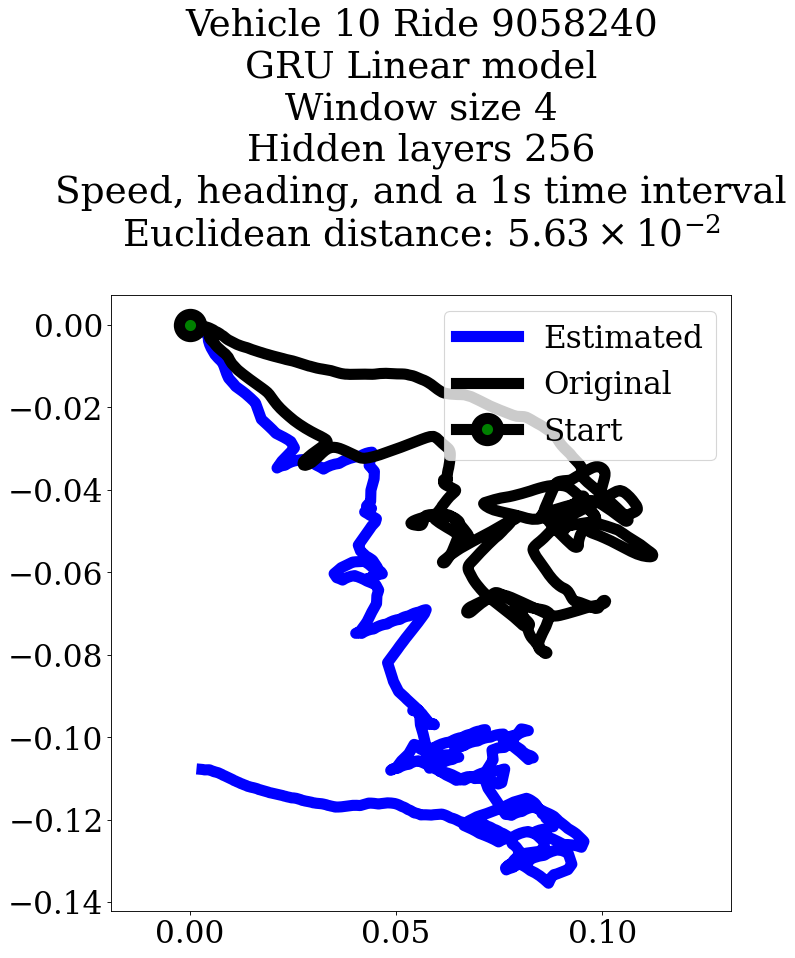 Vehicle 10 Ride 9058240
GRU Linear model
Window size 4
Hidden layers 256
Speed, heading, and a 1s time interval
Euclidean distance: 5.63 × 10⁻²
Estimated
Original
Start
0.00
−0.02
−0.04
−0.06
−0.08
−0.10
−0.12
−0.14
0.00 0.05 0.10